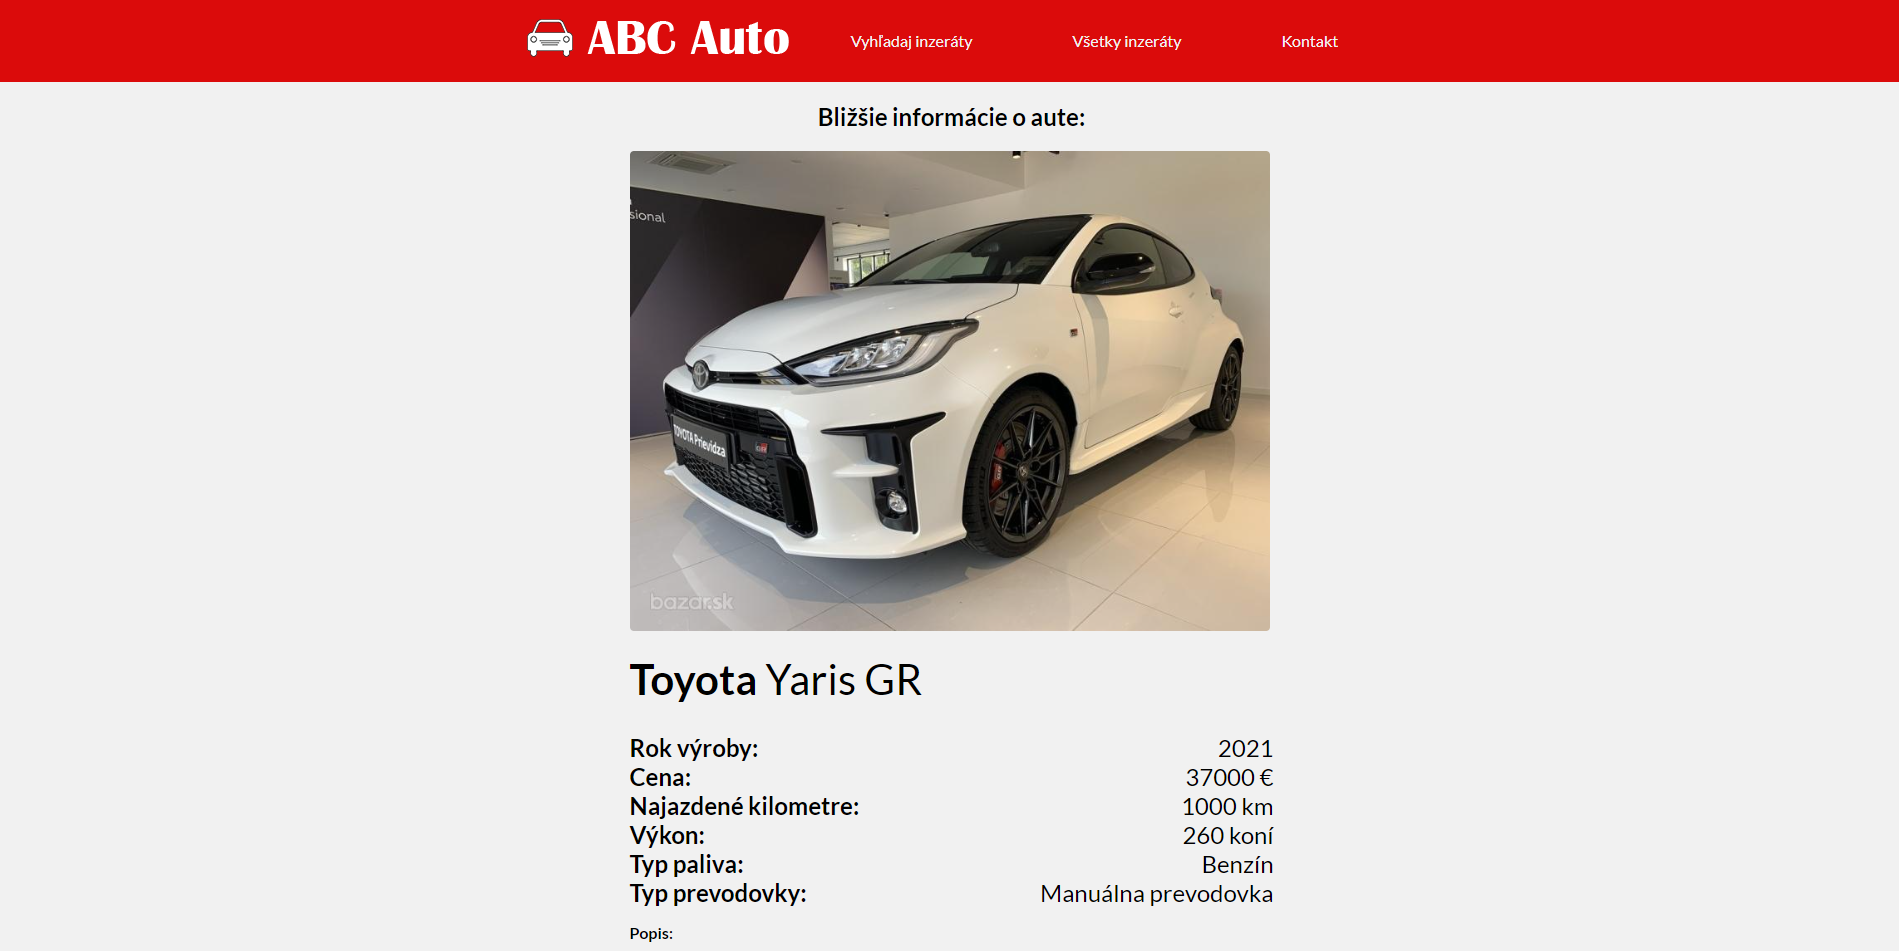 ABC Auto
Vyhľadaj inzeráty
Všetky inzeráty
Kontakt
Bližšie informácie o aute:
sional
TOYOTA Prievidza
bazar.sk
Toyota Yaris GR
Rok výroby: 2021
Cena: 37000 €
Najazdené kilometre: 1000 km
Výkon: 260 koní
Typ paliva: Benzín
Typ prevodovky: Manuálna prevodovka
Popis: